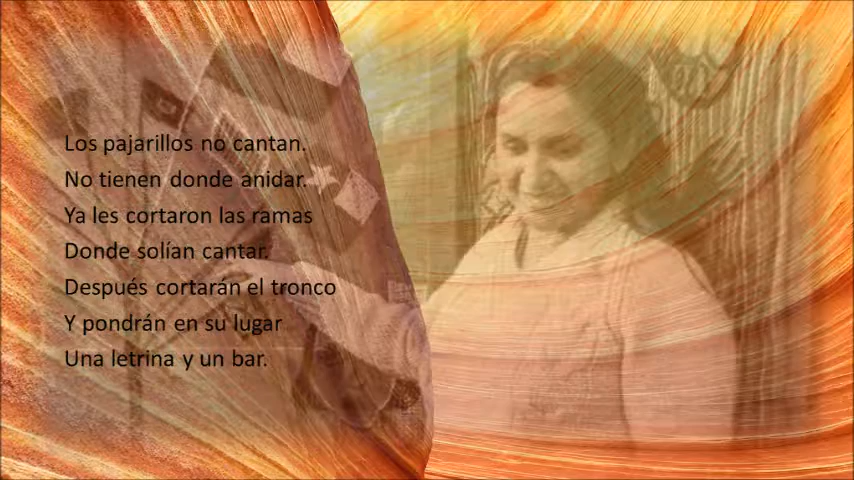 Los pajarillos no cantan.
No tienen donde anidar.
Ya les cortaron las ramas
Donde solían cantar.
Después cortarán el tronco
Y pondrán en su lugar
Una letrina y un bar.